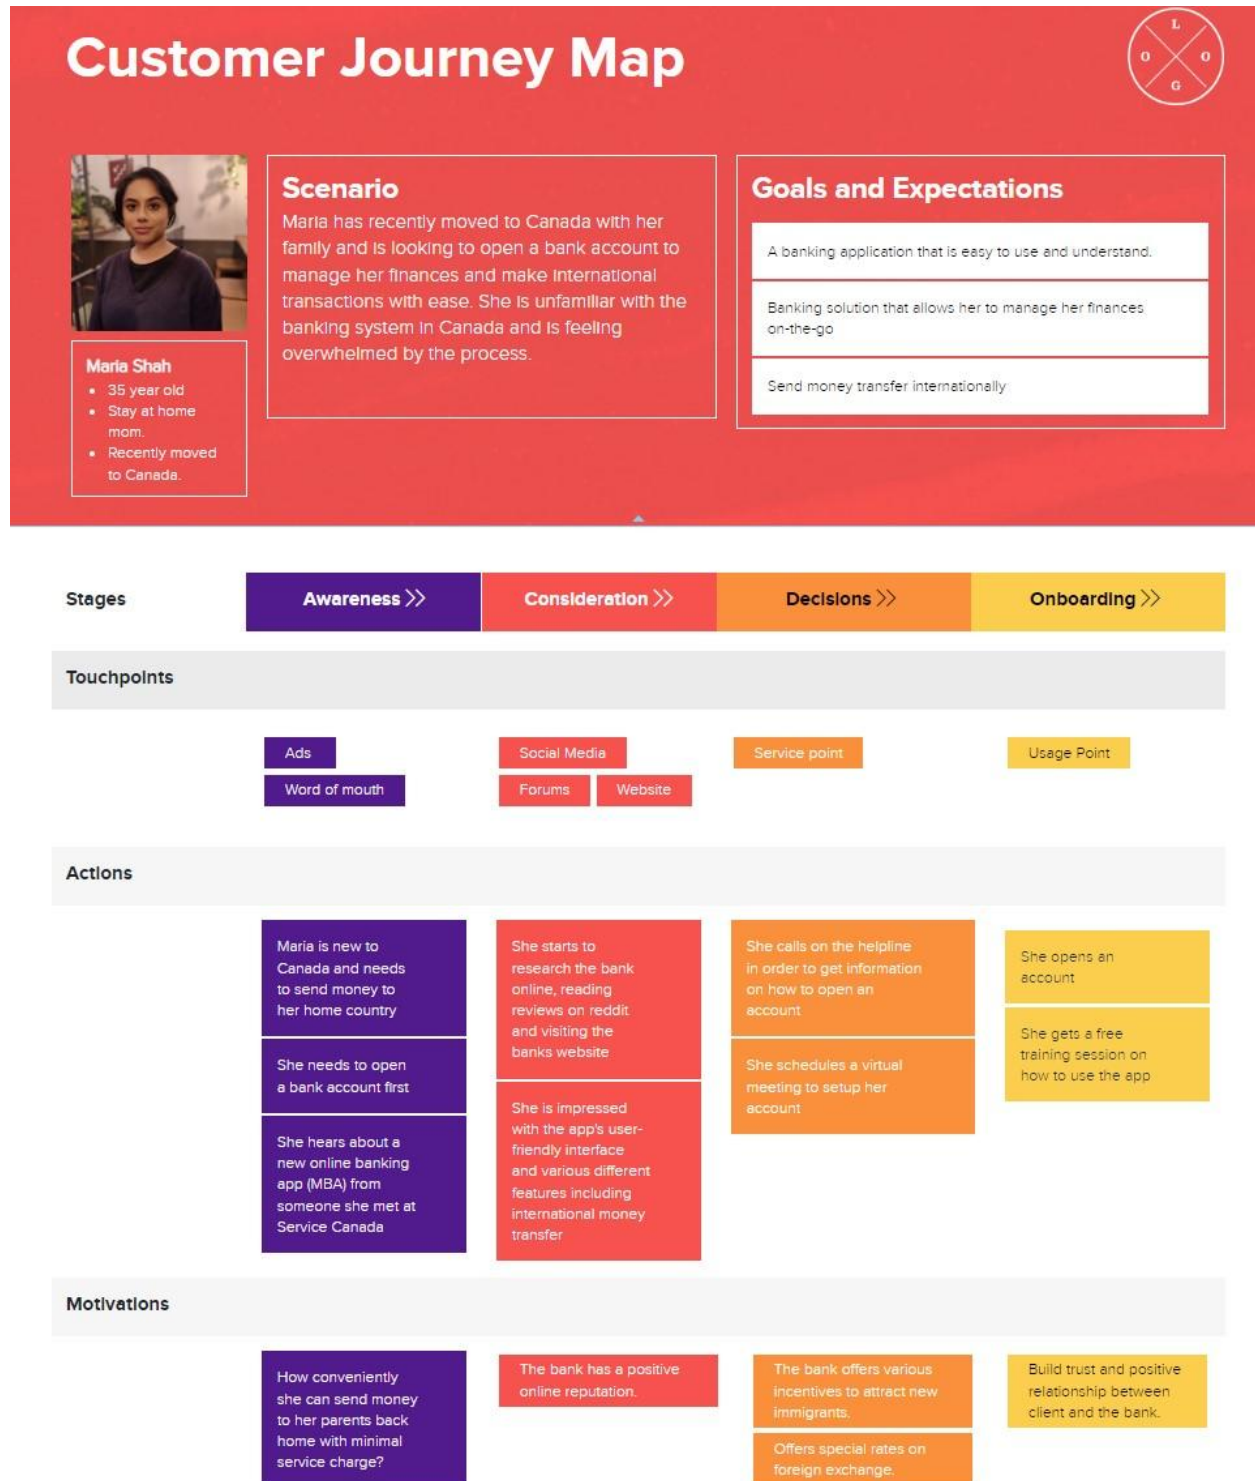 Customer Journey Map
L
O O
G
Scenario
Maria has recently moved to Canada with her
family and is looking to open a bank account to
manage her finances and make international
transactions with ease. She is unfamiliar with the
banking system in Canada and is feeling
overwhelmed by the process.
Goals and Expectations
A banking application that is easy to use and understand.
Banking solution that allows her to manage her finances
on-the-go
Send money transfer internationally
Maria Shah
• 35 year old
• Stay at home
mom.
• Recently moved
to Canada.
Stages
Awareness >>
Consideration >>
Decisions >>
Onboarding >>
Touchpoints
Ads
Word of mouth
Social Media
Forums
Website
Service point
Usage Point
Actions
Maria is new to
Canada and needs
to send money to
her home country
She needs to open
a bank account first
She hears about a
new online banking
app (MBA) from
someone she met at
Service Canada
She starts to
research the bank
online, reading
reviews on reddit
and visiting the
banks website
She is impressed
with the app's user-
friendly interface
and various different
features including
international money
transfer
She calls on the helpline
in order to get information
on how to open an
account
She schedules a virtual
meeting to setup her
account
She opens an
account
She gets a free
training session on
how to use the app
Motivations
How conveniently
she can send money
to her parents back
home with minimal
service charge?
The bank has a positive
online reputation.
The bank offers various
incentives to attract new
immigrants.
Offers special rates on
foreign exchange.
Build trust and positive
relationship between
client and the bank.